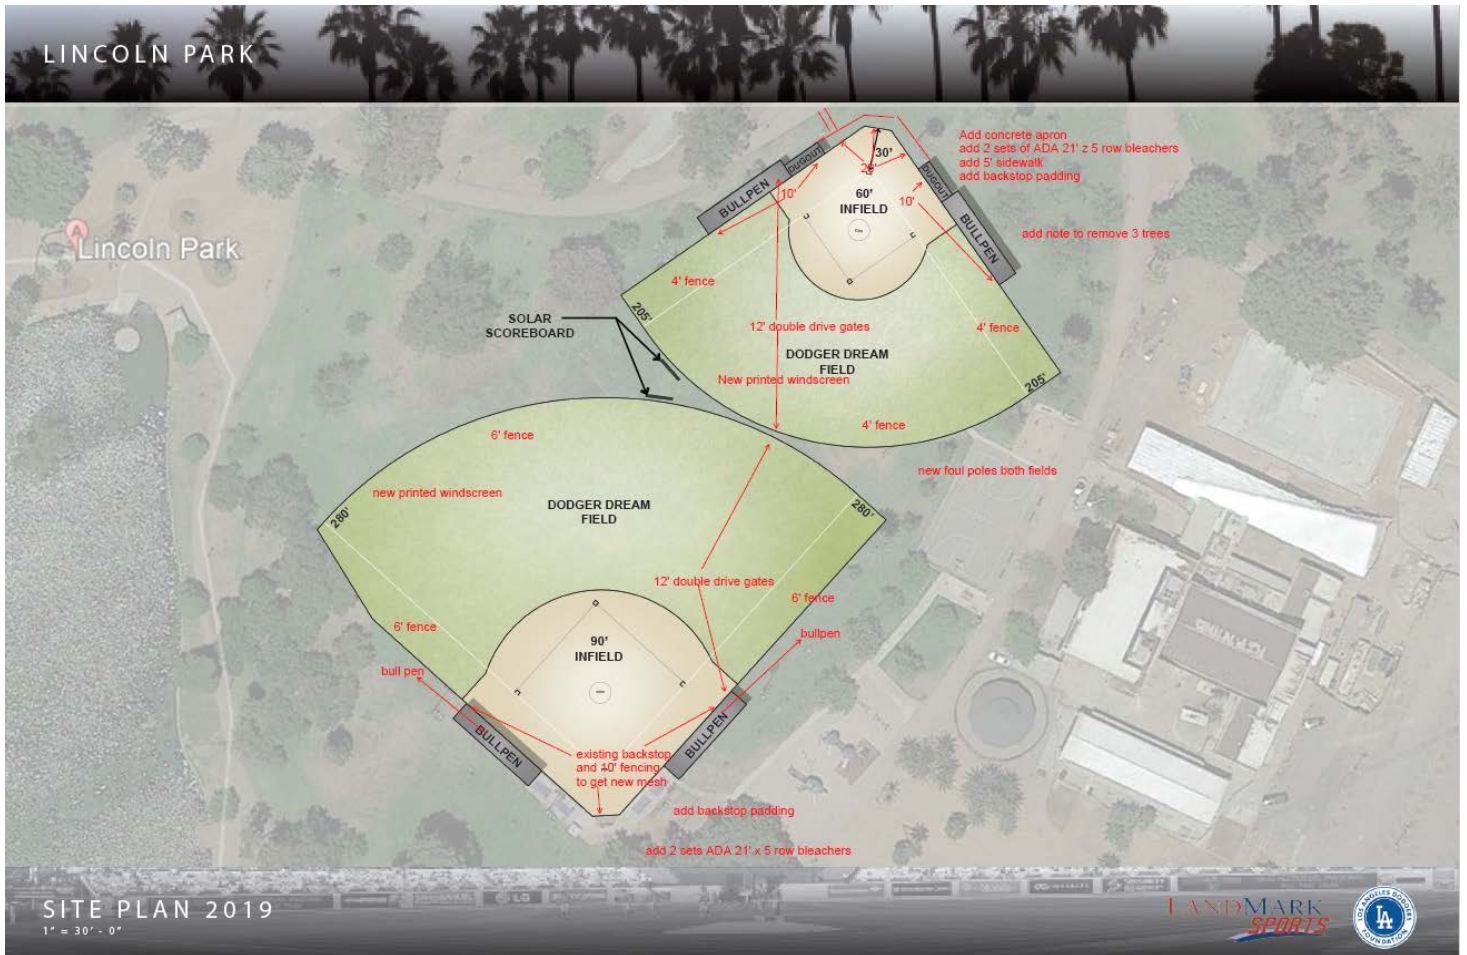 LINCOLN PARK
Add concrete apron
add 2 sets of ADA 21' z 5 row bleachers
add 5' sidewalk
add backstop padding
30'
DUGOUT
DUGOUT
BULLPEN
10'
60'
INFIELD
10'
BULLPEN
add note to remove 3 trees
A
Lincoln Park
4' fence
205'
SOLAR
SCOREBOARD
12' double drive gates
4' fence
DODGER DREAM
FIELD
New printed windscreen
205'
4' fence
6' fence
new foul poles both fields
new printed windscreen
280'
DODGER DREAM
FIELD
280'
12' double drive gates
6' fence
6' fence
90'
INFIELD
bullpen
bull pen
BULLPEN
BULLPEN
existing backstop
and 10' fencing
to get new mesh
add backstop padding
add 2 sets ADA 21' x 5 row bleachers
SITE PLAN 2019
1" = 30' - 0"
LANDMARK
SPORTS
LOS ANGELES DODGERS
LA
FOUNDATION
LG